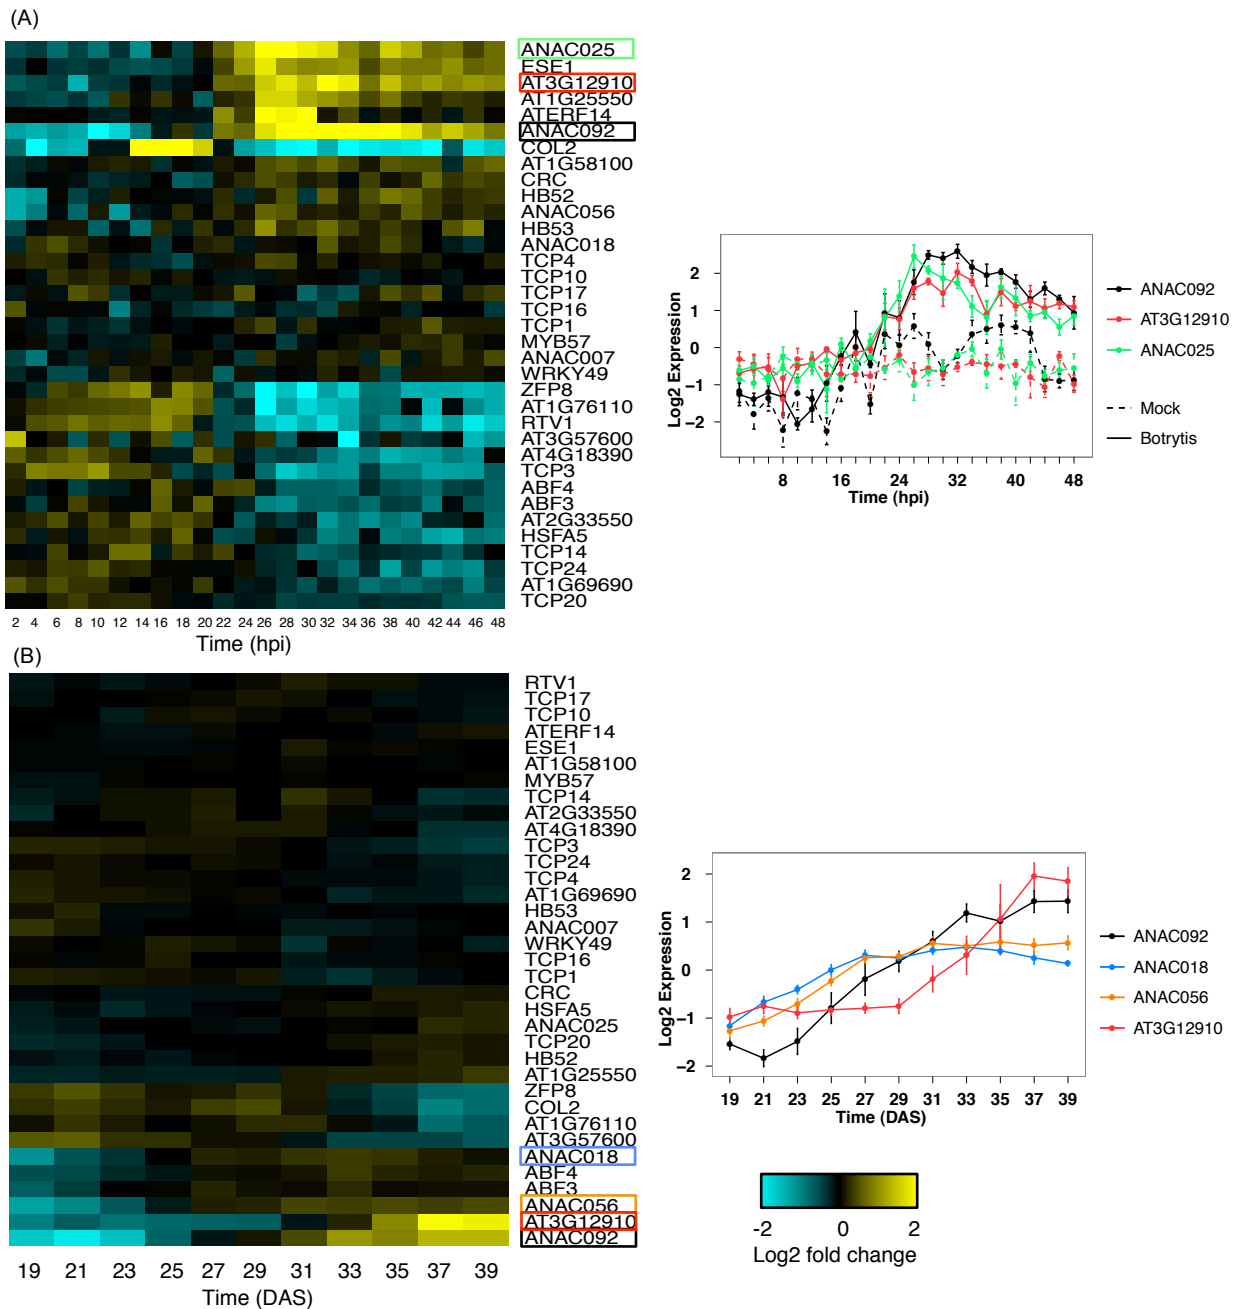 (A)
ANAC025
ESE1
AT3G12910
AT1G25550
ATERF14
ANAC092
COL2
AT1G58100
CRC
HB52
ANAC056
HB53
ANAC018
TCP4
TCP10
TCP17
TCP16
TCP1
MYB57
ANAC007
WRKY49
ZFP8
AT1G76110
RTV1
AT3G57600
AT4G18390
TCP3
ABF4
ABF3
AT2G33550
HSFA5
TCP14
TCP24
AT1G69690
TCP20
2 4 6 8 10 12 14 16 18 20 22 24 26 28 30 32 34 36 38 40 42 44 46 48
Time (hpi)
Log2 Expression
2
1
0
−1
−2
8 16 24 32 40 48
Time (hpi)
ANAC092
AT3G12910
ANAC025
Mock
Botrytis
(B)
RTV1
TCP17
TCP10
ATERF14
ESE1
AT1G58100
MYB57
TCP14
AT2G33550
AT4G18390
TCP3
TCP24
TCP4
AT1G69690
HB53
ANAC007
WRKY49
TCP16
TCP1
CRC
HSFA5
ANAC025
TCP20
HB52
AT1G25550
ZFP8
COL2
AT1G76110
AT3G57600
ANAC018
ABF4
ABF3
ANAC056
AT3G12910
ANAC092
19 21 23 25 27 29 31 33 35 37 39
Time (DAS)
Log2 Expression
2
1
0
−1
−2
19 21 23 25 27 29 31 33 35 37 39
Time (DAS)
ANAC092
ANAC018
ANAC056
AT3G12910
-2 0 2
Log2 fold change